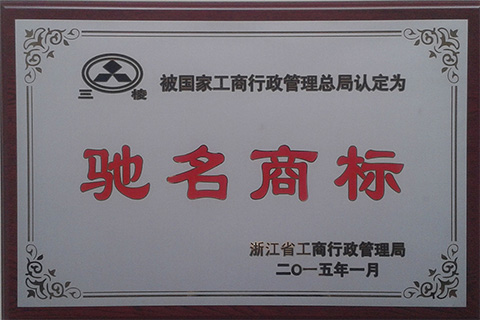 三棱
被国家工商行政管理总局认定为
驰名商标
浙江省工商行政管理局
二〇一五年一月